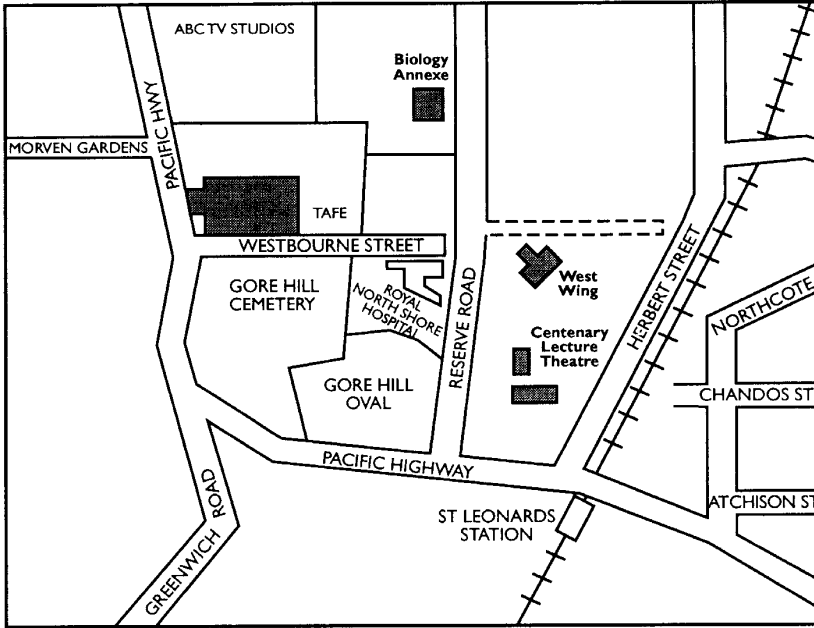 ABC TV STUDIOS
Biology
Annexe
PACIFIC HWY
MORVEN GARDENS
TAFE
WESTBOURNE STREET
GORE HILL
CEMETERY
ROYAL
NORTH SHORE
HOSPITAL
RESERVE ROAD
West
Wing
HERBERT STREET
NORTHCOTE
Centenary
Lecture
Theatre
GORE HILL
OVAL
CHANDOS ST
PACIFIC HIGHWAY
ATCHISON ST
ST LEONARDS
STATION
GREENWICH ROAD